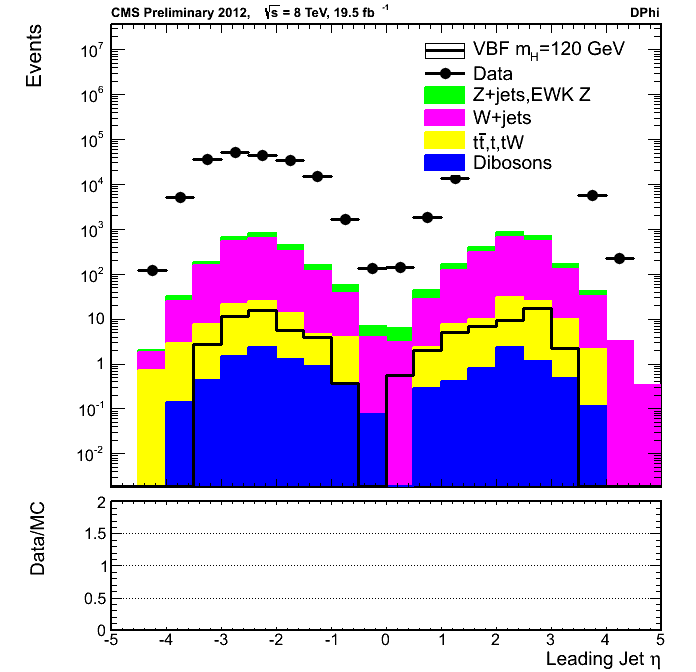 CMS Preliminary 2012, √s = 8 TeV, 19.5 fb⁻¹ DPhi
Events
10⁷
10⁶
10⁵
10⁴
10³
10²
10
1
10⁻¹
10⁻²
VBF m_H=120 GeV
Data
Z+jets,EWK Z
W+jets
tt̄,t,tW
Dibosons
Data/MC
2
1.5
1
0.5
0
-5 -4 -3 -2 -1 0 1 2 3 4 5
Leading Jet η